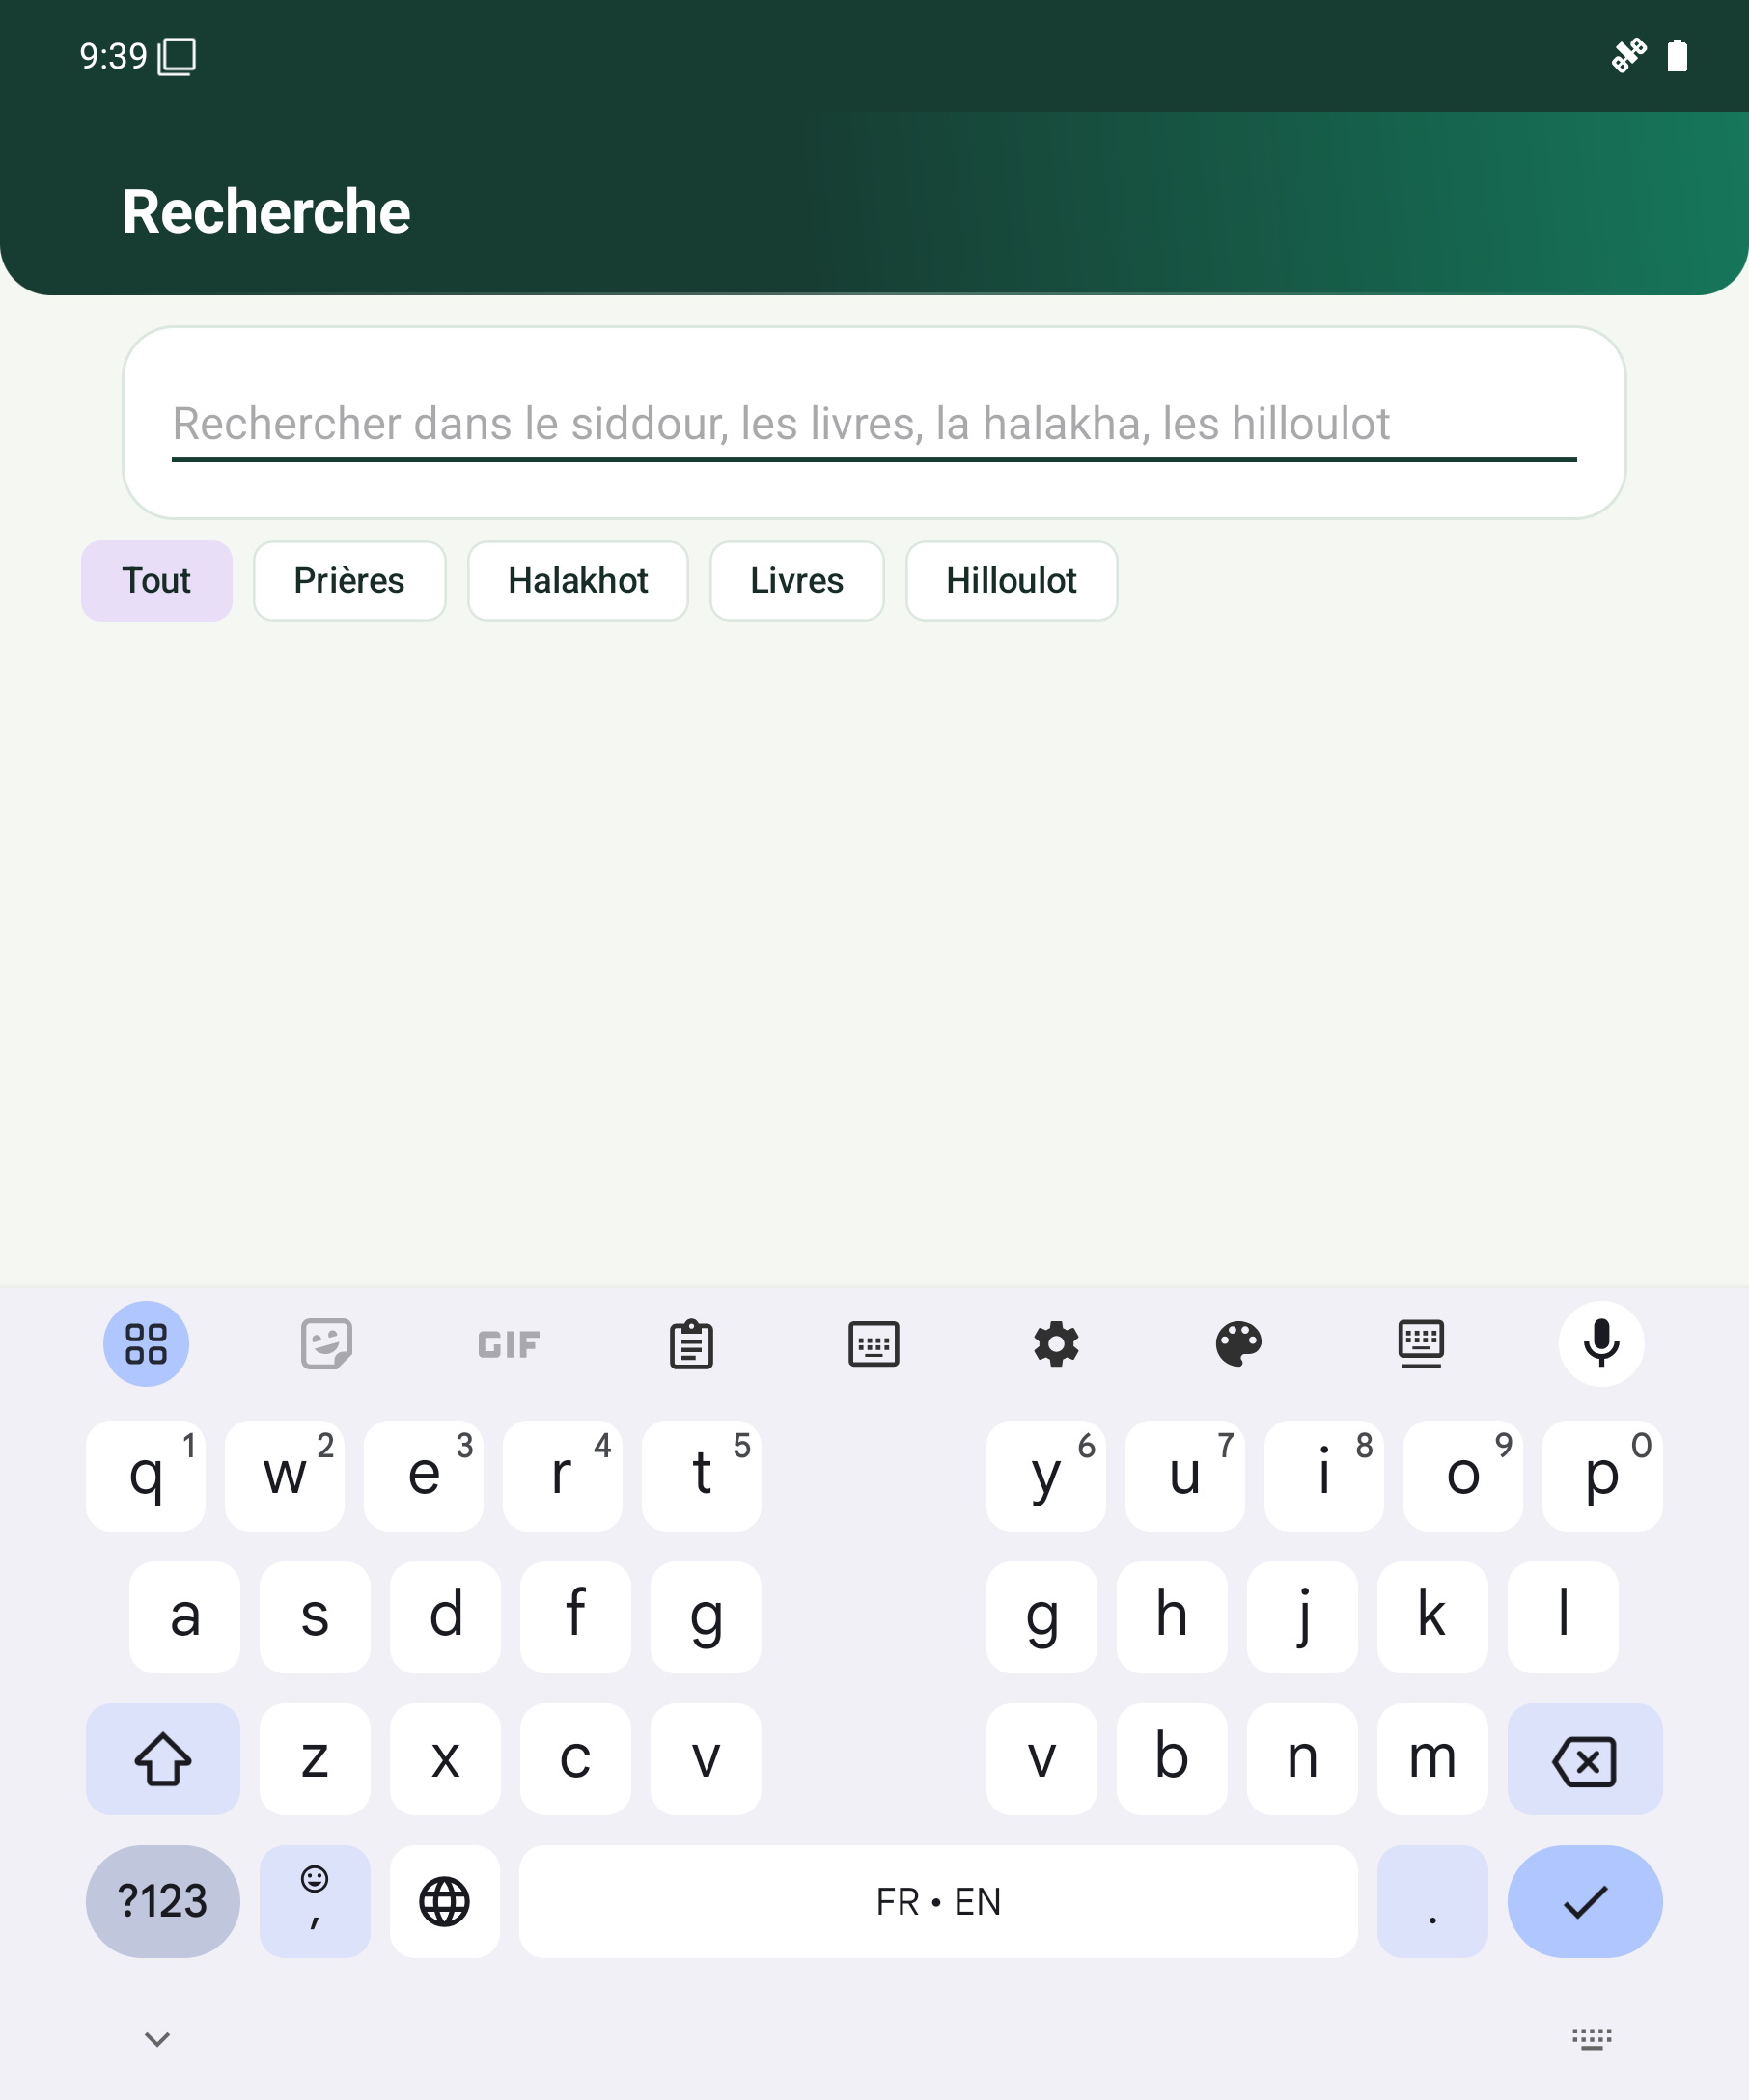 9:39
Recherche
Rechercher dans le siddour, les livres, la halakha, les hilloulot
Tout Prières Halakhot Livres Hilloulot
GIF
q 1 w 2 e 3 r 4 t 5 y 6 u 7 i 8 o 9 p 0
a s d f g g h j k l
z x c v v b n m
?123 , FR • EN .